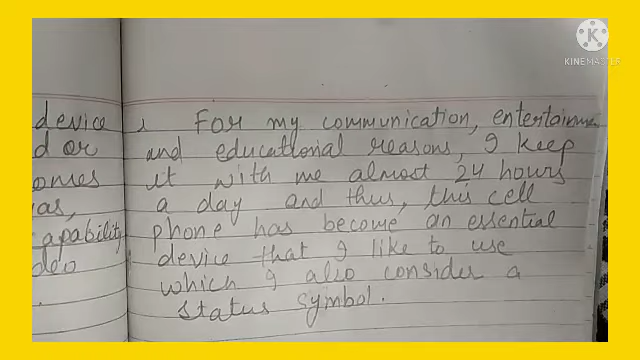 K
KINEMASTER
device
d or
omes
as,
apability
deo
For my communication, entertainmen
and educational reasons, I keep
it with me almost 24 hours
a day and thus, this cell
phone has become an essential
device that I like to use
which I also consider a
status symbol.